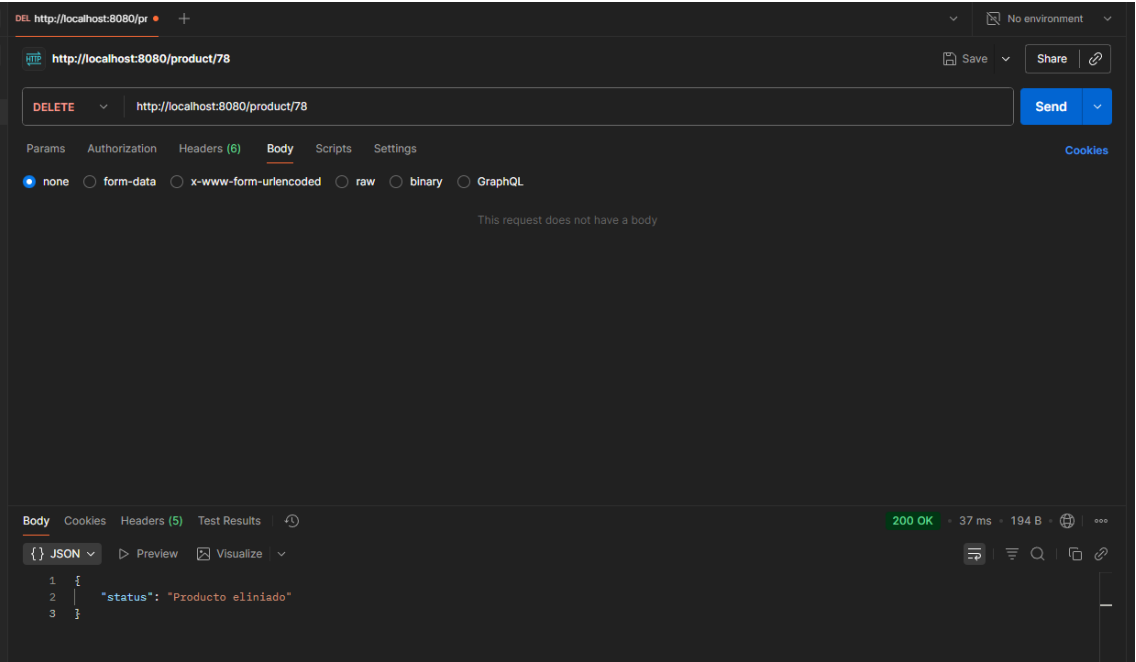 DEL http://localhost:8080/pr
No environment
HTTP http://localhost:8080/product/78
Save
Share
DELETE http://localhost:8080/product/78
Send
Params Authorization Headers (6) Body Scripts Settings
Cookies
none form-data x-www-form-urlencoded raw binary GraphQL
This request does not have a body
Body Cookies Headers (5) Test Results
200 OK • 37 ms • 194 B
{} JSON Preview Visualize
1 {
2 "status": "Producto eliniado"
3 }